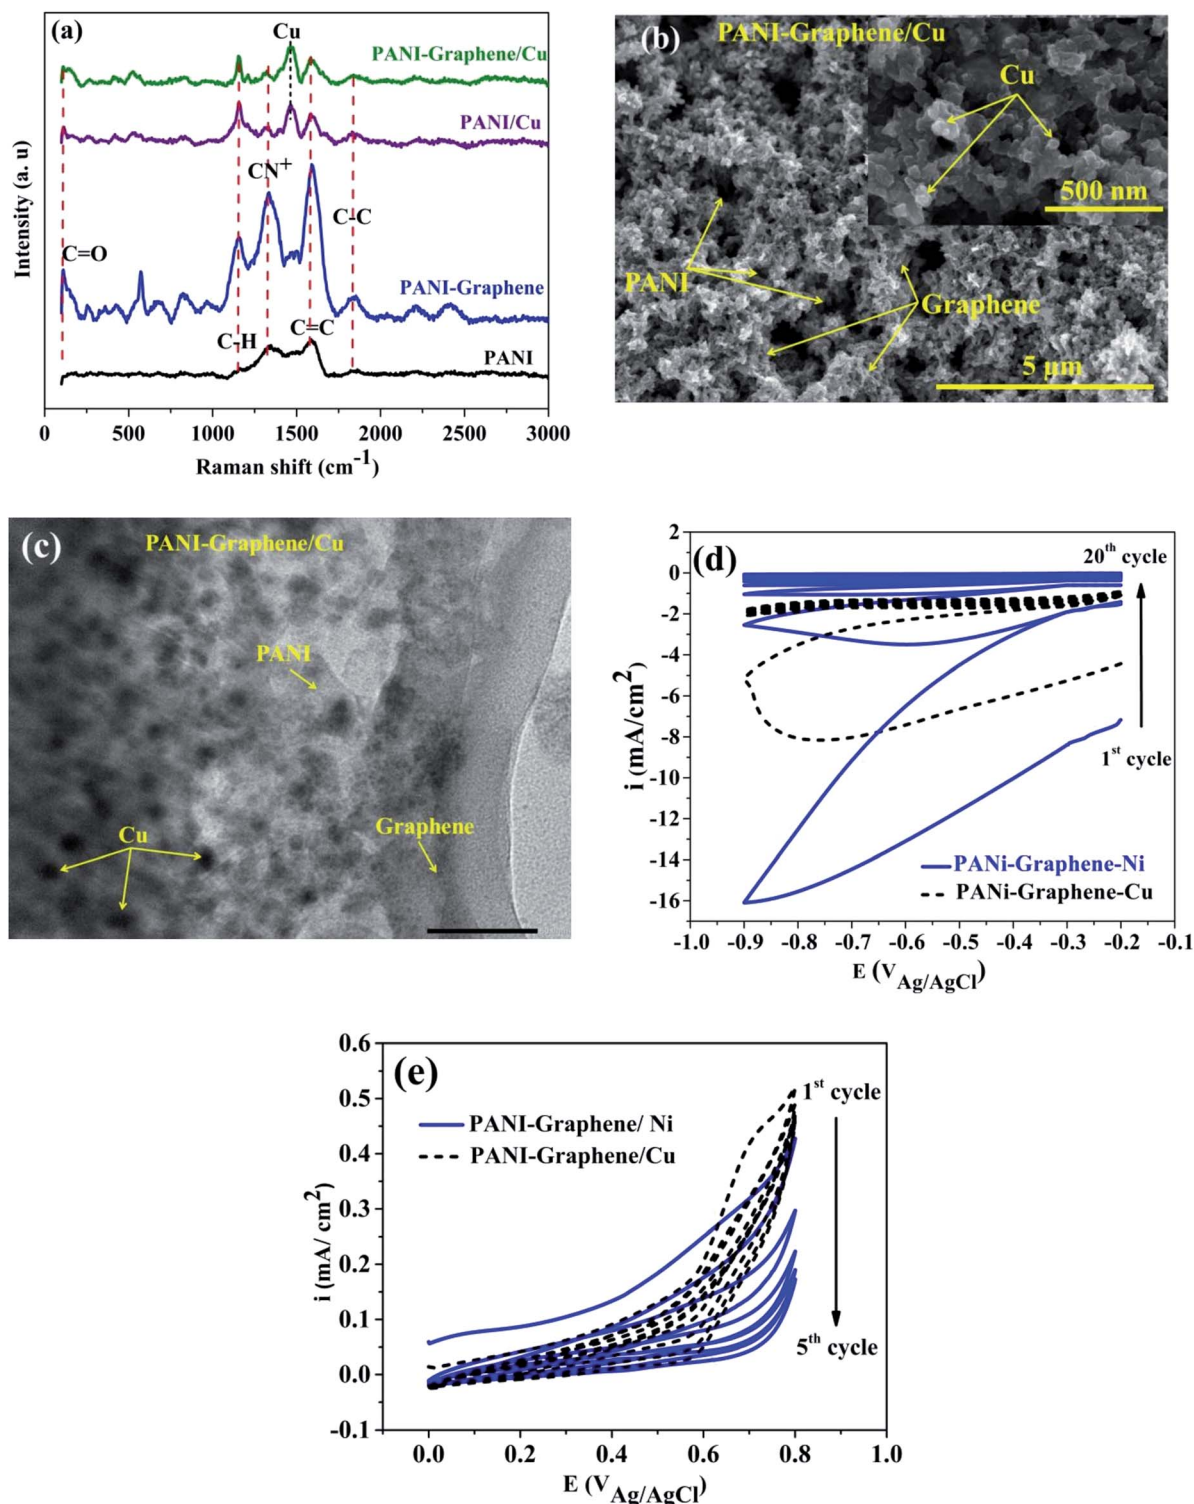 (a)
Cu
PANI-Graphene/Cu
PANI/Cu
CN+
C-C
C=O
PANI-Graphene
C-H
C=C
PANI
Intensity (a. u)
0 500 1000 1500 2000 2500 3000
Raman shift (cm-1)
(b)
PANI-Graphene/Cu
Cu
500 nm
PANI
Graphene
5 µm
(c)
PANI-Graphene/Cu
PANI
Cu
Graphene
(d)
2
0
-2
-4
-6
-8
-10
-12
-14
-16
i (mA/cm2)
20th cycle
1st cycle
PANi-Graphene-Ni
PANi-Graphene-Cu
-1.0 -0.9 -0.8 -0.7 -0.6 -0.5 -0.4 -0.3 -0.2 -0.1
E (VAg/AgCl)
(e)
0.6
0.5
0.4
0.3
0.2
0.1
0.0
-0.1
i (mA/ cm2)
1st cycle
PANI-Graphene/ Ni
PANI-Graphene/Cu
5th cycle
0.0 0.2 0.4 0.6 0.8 1.0
E (VAg/AgCl)